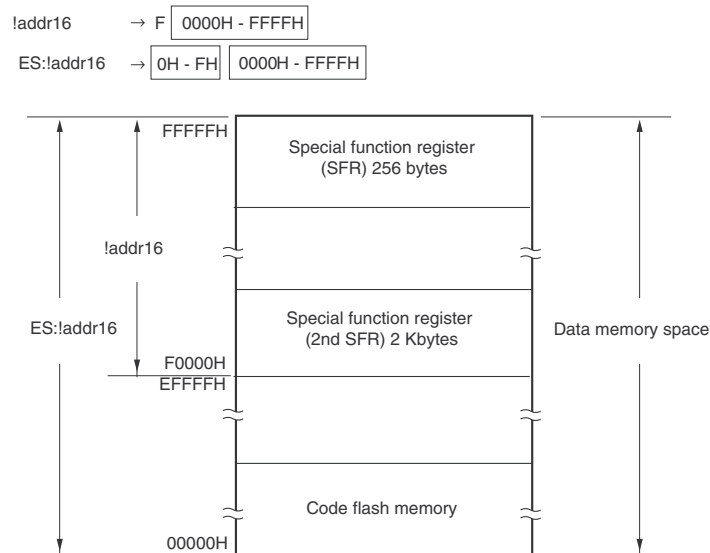 !addr16 → F 0000H - FFFFH
ES:!addr16 → 0H - FH 0000H - FFFFH
FFFFFH
Special function register
(SFR) 256 bytes
!addr16
ES:!addr16
Special function register
(2nd SFR) 2 Kbytes
Data memory space
F0000H
EFFFFH
Code flash memory
00000H